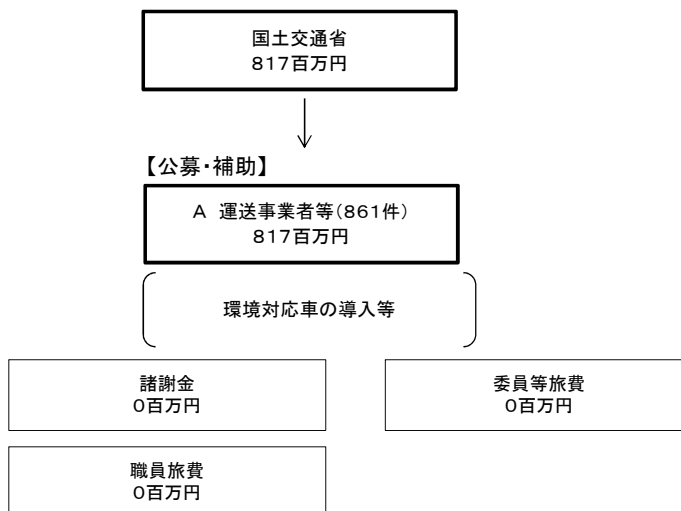 国土交通省
817百万円
【公募・補助】
A 運送事業者等(861件)
817百万円
環境対応車の導入等
諸謝金
0百万円
委員等旅費
0百万円
職員旅費
0百万円